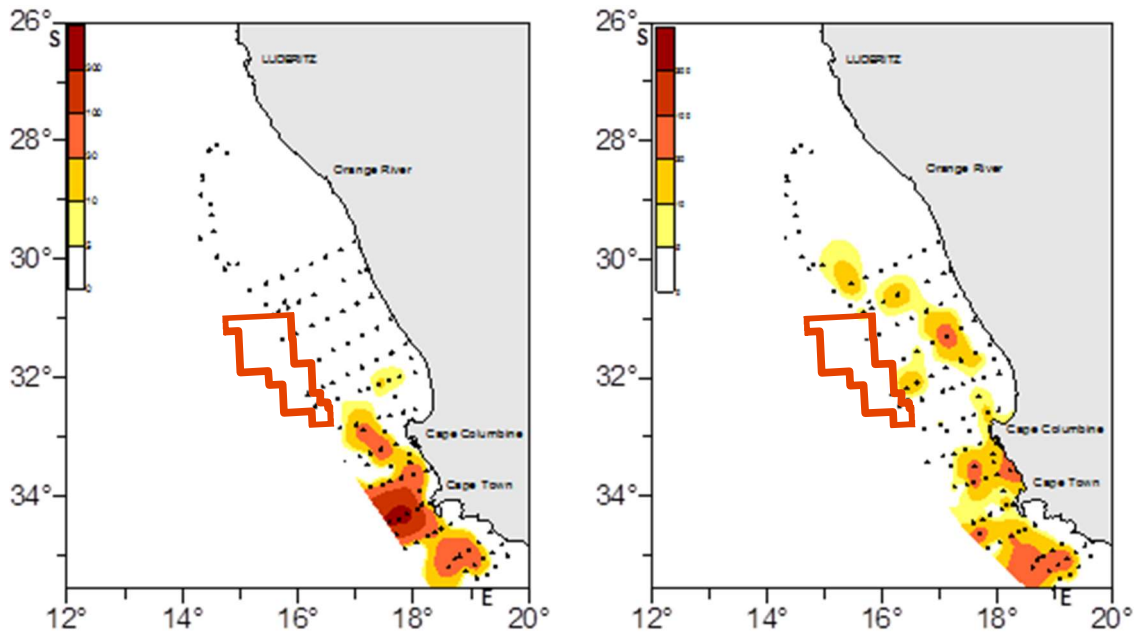 26°
S
28°
30°
32°
34°
12°
14°
16°
18°
20°
E
LUDERITZ
Orange River
Cape Columbine
Cape Town
26°
S
28°
30°
32°
34°
12°
14°
16°
18°
20°
E
LUDERITZ
Orange River
Cape Columbine
Cape Town